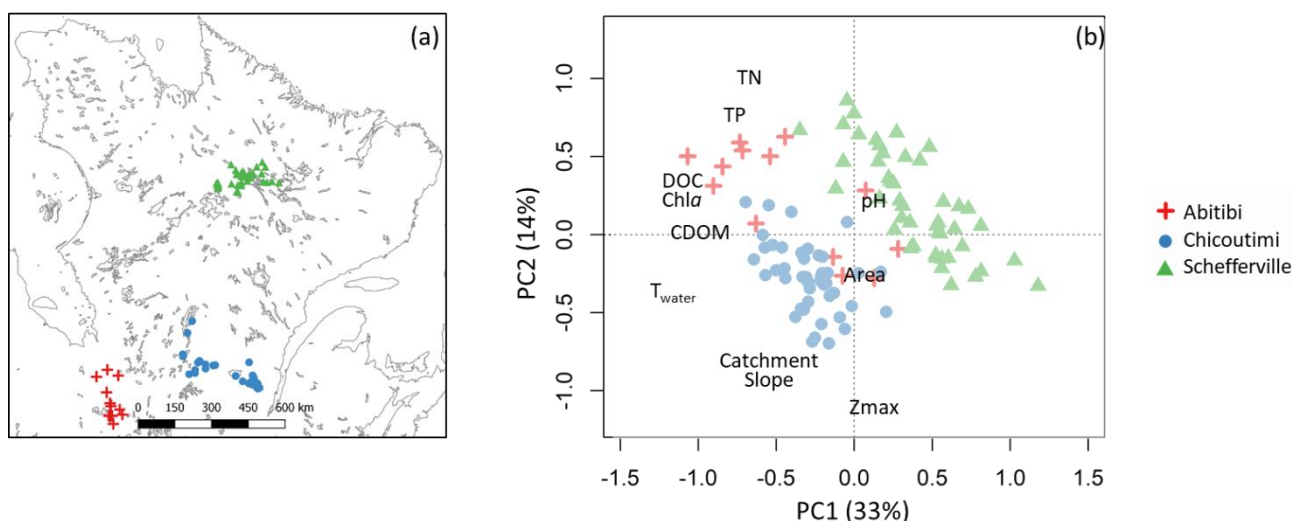 (a)
0 150 300 450 600 km
(b)
PC2 (14%)
1.0
0.5
0.0
-0.5
-1.0
TN
TP
DOC
Chla
pH
CDOM
Area
Twater
Catchment
Slope
Zmax
-1.5 -1.0 -0.5 0.0 0.5 1.0 1.5
PC1 (33%)
Abitibi
Chicoutimi
Schefferville